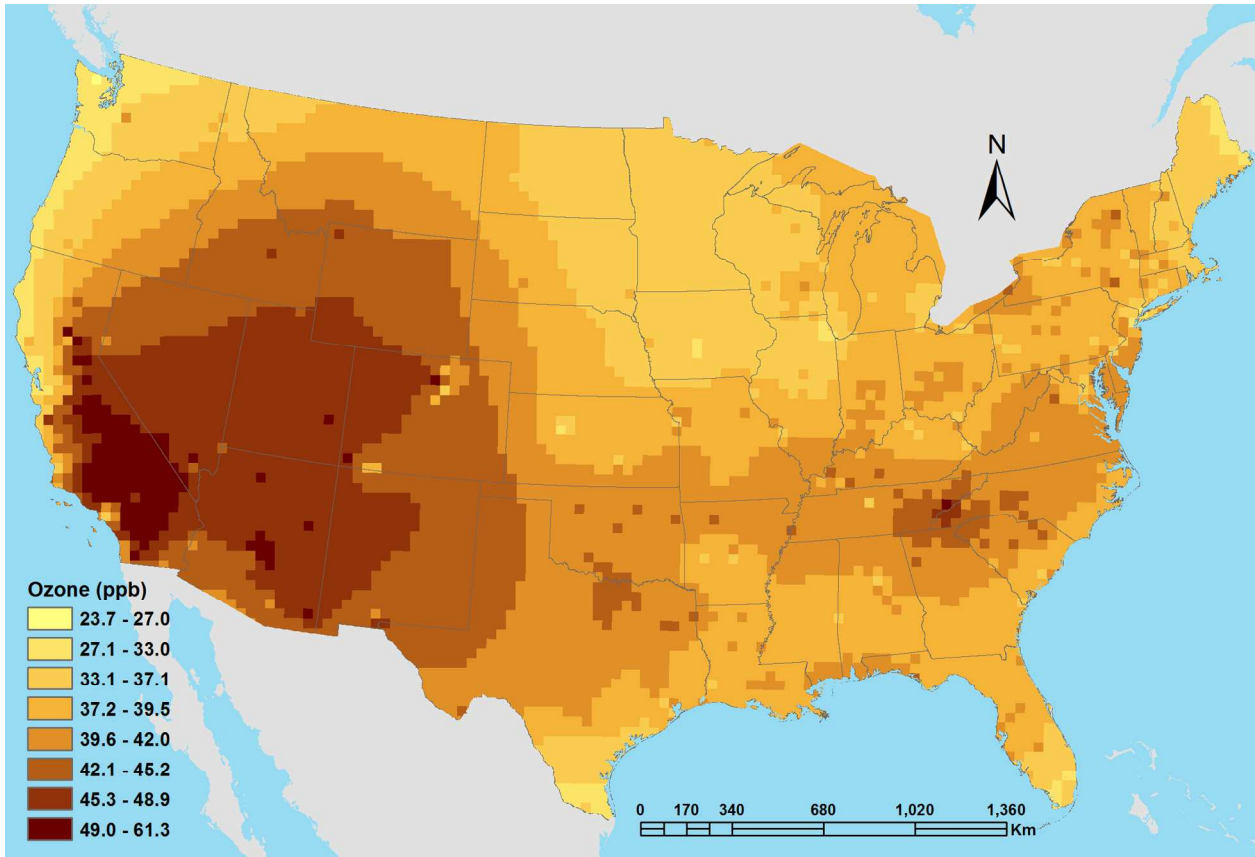 N
Ozone (ppb)
23.7 - 27.0
27.1 - 33.0
33.1 - 37.1
37.2 - 39.5
39.6 - 42.0
42.1 - 45.2
45.3 - 48.9
49.0 - 61.3
0 170 340 680 1,020 1,360
Km